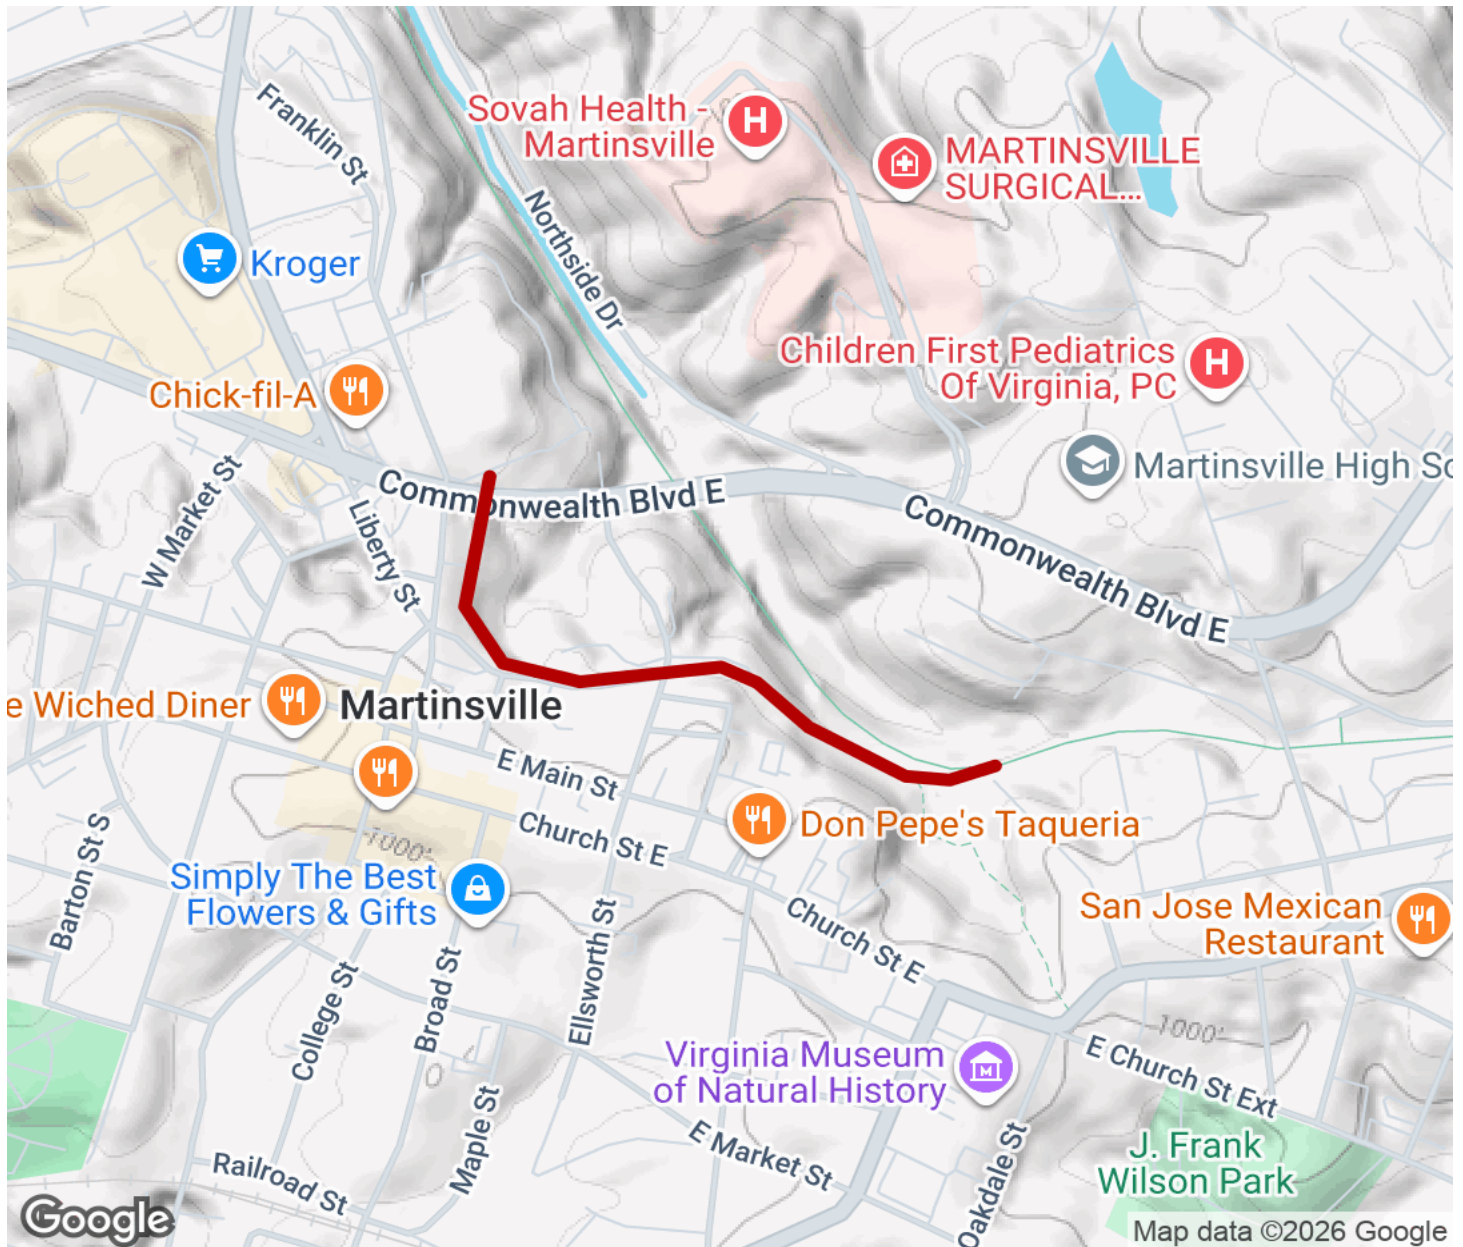 Franklin St
Sovah Health -
Martinsville
MARTINSVILLE
SURGICAL...
Northside Dr
Kroger
Children First Pediatrics
Of Virginia, PC
Chick-fil-A
Martinsville High Sc
W Market St
Commonwealth Blvd E
Liberty St
Commonwealth Blvd E
e Wiched Diner
Martinsville
E Main St
Church St E
Don Pepe's Taqueria
1000'
Simply The Best
Flowers & Gifts
Barton St S
Ellsworth St
Church St E
San Jose Mexican
Restaurant
College St
Broad St
1000'
Virginia Museum
of Natural History
E Church St Ext
Maple St
E Market St
Oakdale St
J. Frank
Wilson Park
Railroad St
Google
Map data ©2026 Google